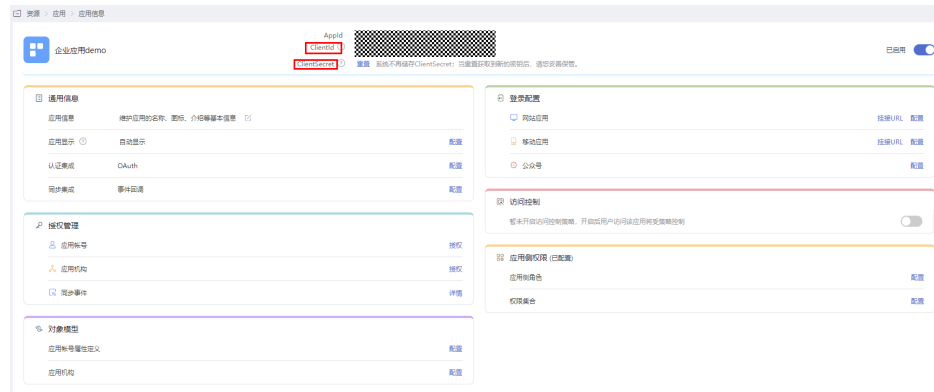 资源 > 应用 > 应用信息
企业应用demo
AppId
ClientId
ClientSecret 重置 系统不再储存ClientSecret；当重置获取到新的密钥后，请您妥善保管。
已启用
通用信息
应用信息 维护应用的名称、图标、介绍等基本信息
应用显示 自动显示 配置
认证集成 OAuth 配置
同步集成 事件回调 配置
授权管理
应用帐号 授权
应用机构 授权
同步事件 详情
对象模型
应用帐号属性定义 配置
应用机构 配置
登录配置
网站应用 挂接URL 配置
移动应用 挂接URL 配置
公众号 配置
访问控制
暂未开启访问控制策略，开启后用户访问该应用将受策略控制
应用侧权限 (已配置)
应用侧角色 配置
权限集合 配置